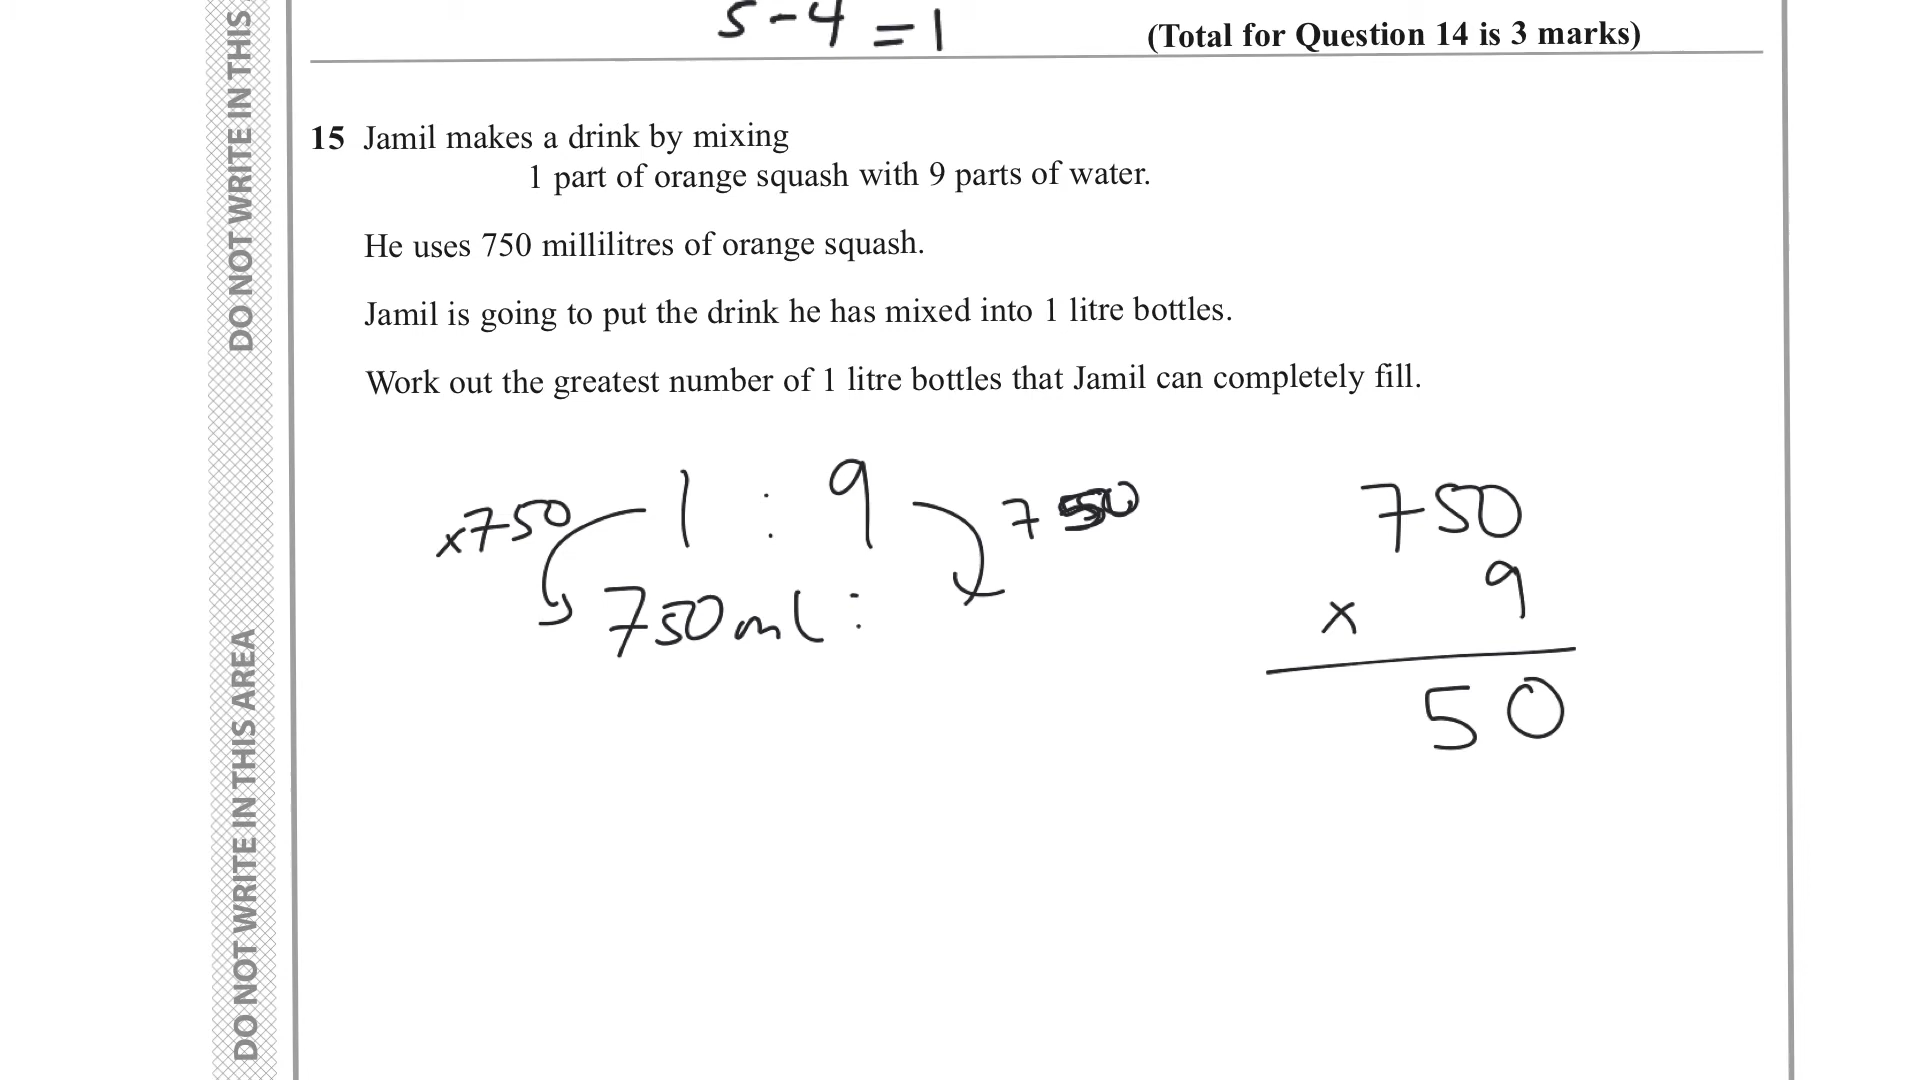 5-4 = 1
(Total for Question 14 is 3 marks)
DO NOT WRITE IN THIS
15 Jamil makes a drink by mixing
1 part of orange squash with 9 parts of water.
He uses 750 millilitres of orange squash.
Jamil is going to put the drink he has mixed into 1 litre bottles.
Work out the greatest number of 1 litre bottles that Jamil can completely fill.
x750 1 : 9 750
750ml :
750
x 9
50
DO NOT WRITE IN THIS AREA